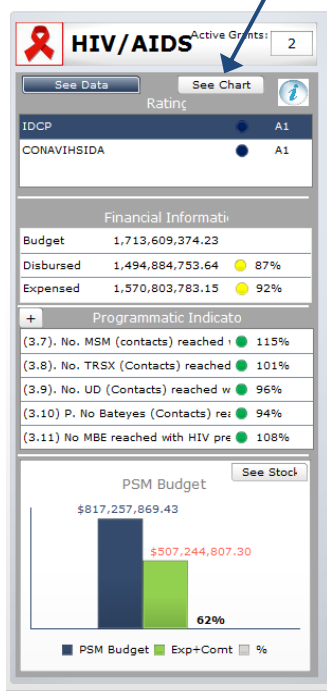 HIV/AIDS
Active Grants:
2
See Data
See Chart
Rating
IDCP A1
CONAVIHSIDA A1
Financial Informati
Budget 1,713,609,374.23
Disbursed 1,494,884,753.64 87%
Expensed 1,570,803,783.15 92%
+ Programmatic Indicato
(3.7). No. MSM (contacts) reached 115%
(3.8). No. TRSX (Contacts) reached 101%
(3.9). No. UD (Contacts) reached w 96%
(3.10) P. No Bateyes (Contacts) rea 94%
(3.11) No MBE reached with HIV pre 108%
See Stock
PSM Budget
$817,257,869.43
$507,244,807.30
62%
PSM Budget Exp+Comt %